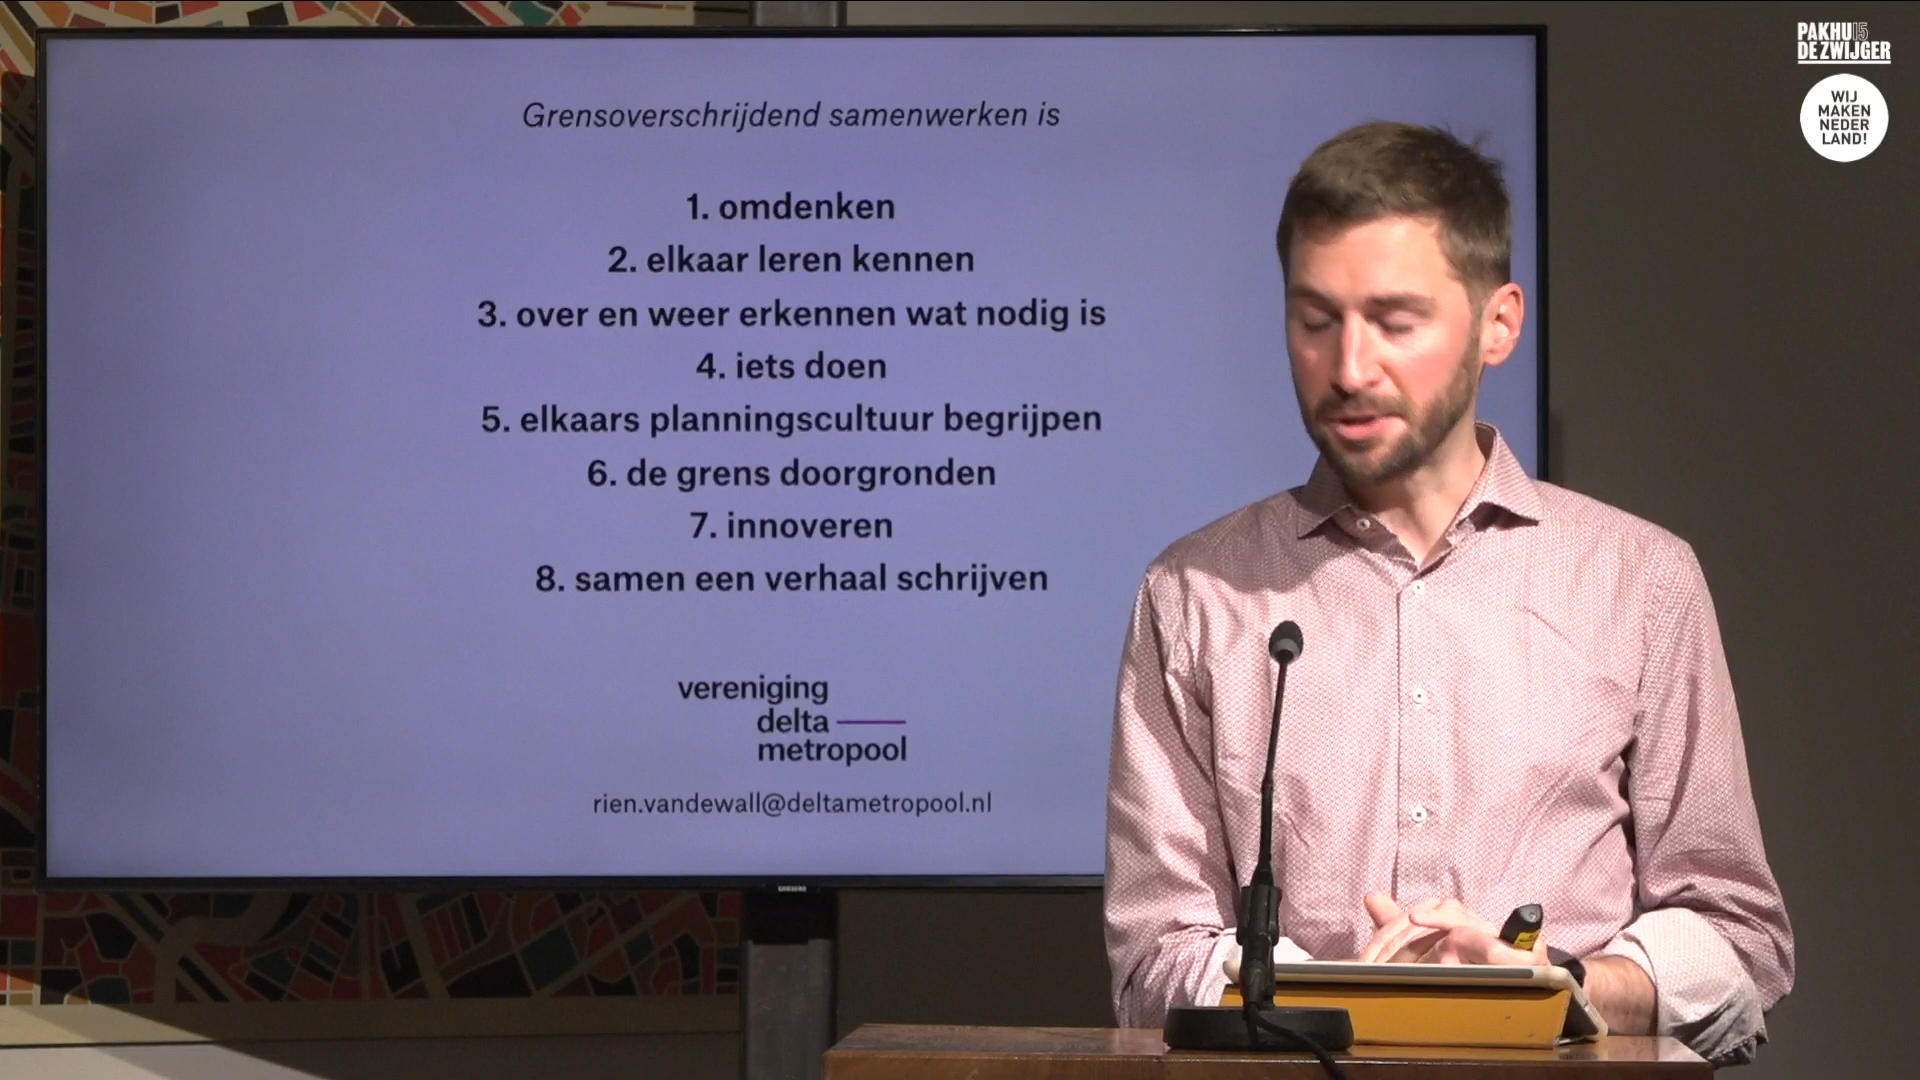 Grensoverschrijdend samenwerken is
1. omdenken
2. elkaar leren kennen
3. over en weer erkennen wat nodig is
4. iets doen
5. elkaars planningscultuur begrijpen
6. de grens doorgronden
7. innoveren
8. samen een verhaal schrijven
vereniging
delta
metropool
rien.vandewall@deltametropool.nl
SAMSUNG
PAKHU15
DE ZWIJGER
WIJ
MAKEN
NEDER
LAND!